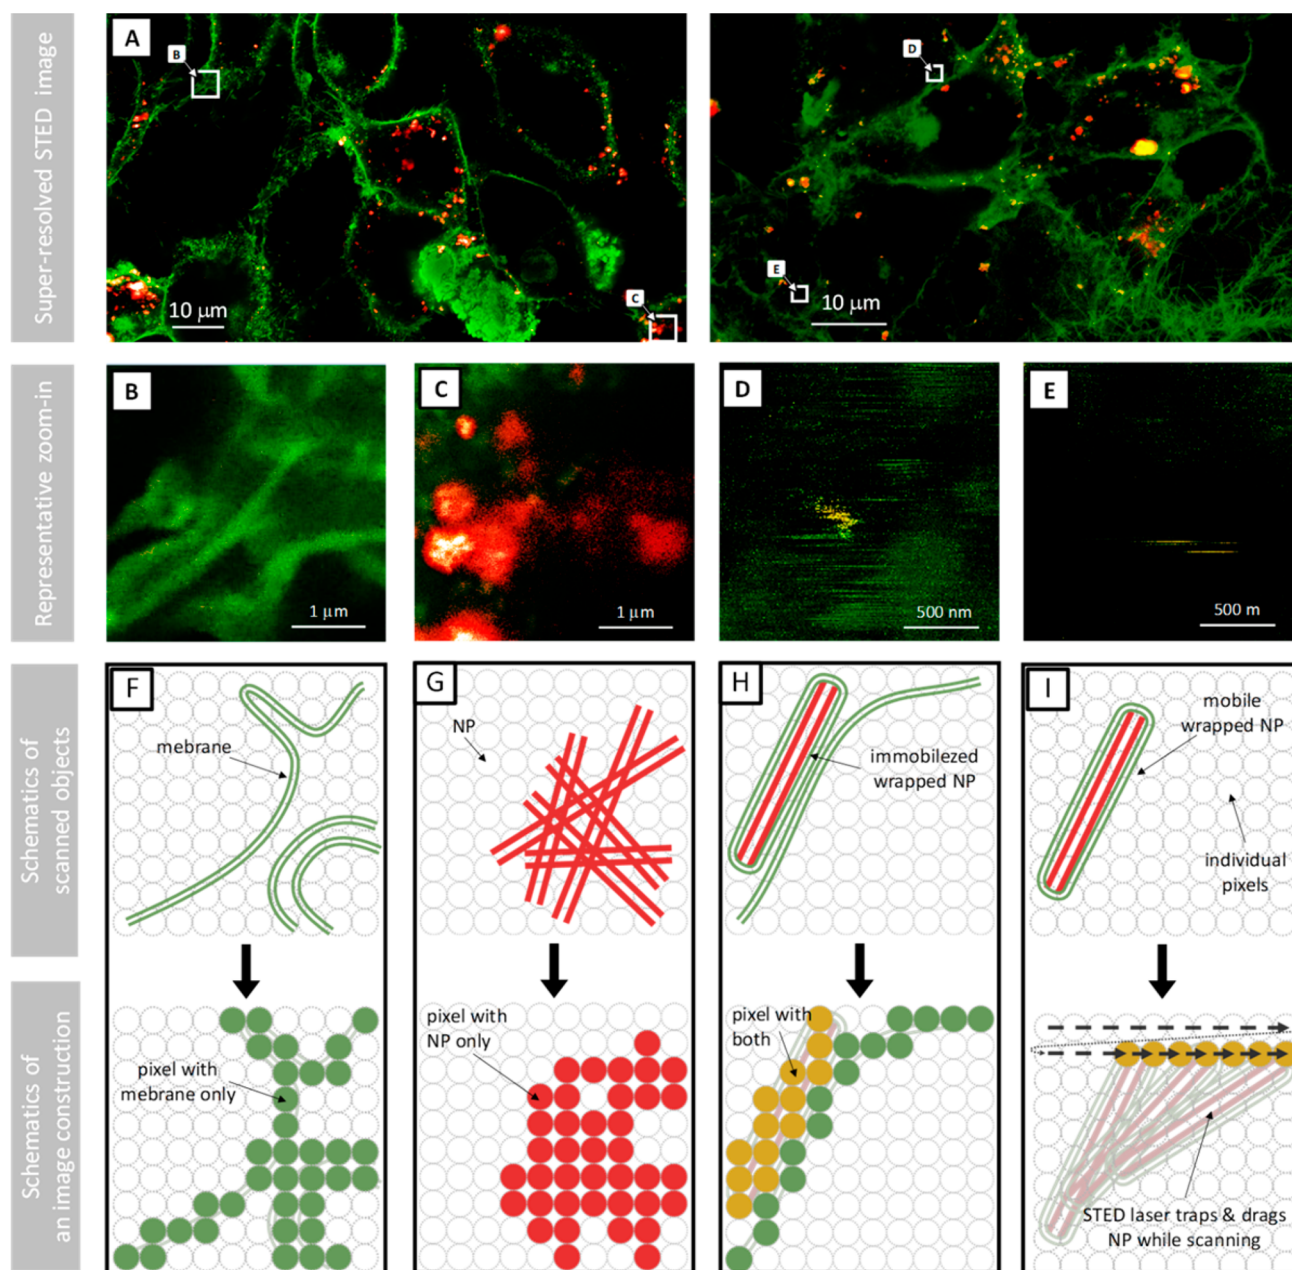 Super-resolved STED image
A
B
C
10 µm
D
E
10 µm
Representative zoom-in
B
1 µm
C
1 µm
D
500 nm
E
500 m
Schematics of
scanned objects
F
mebrane
G
NP
H
immobilezed
wrapped NP
I
mobile
wrapped NP
individual
pixels
Schematics of
an image construction
pixel with
mebrane only
pixel with
NP only
pixel with
both
STED laser traps & drags
NP while scanning